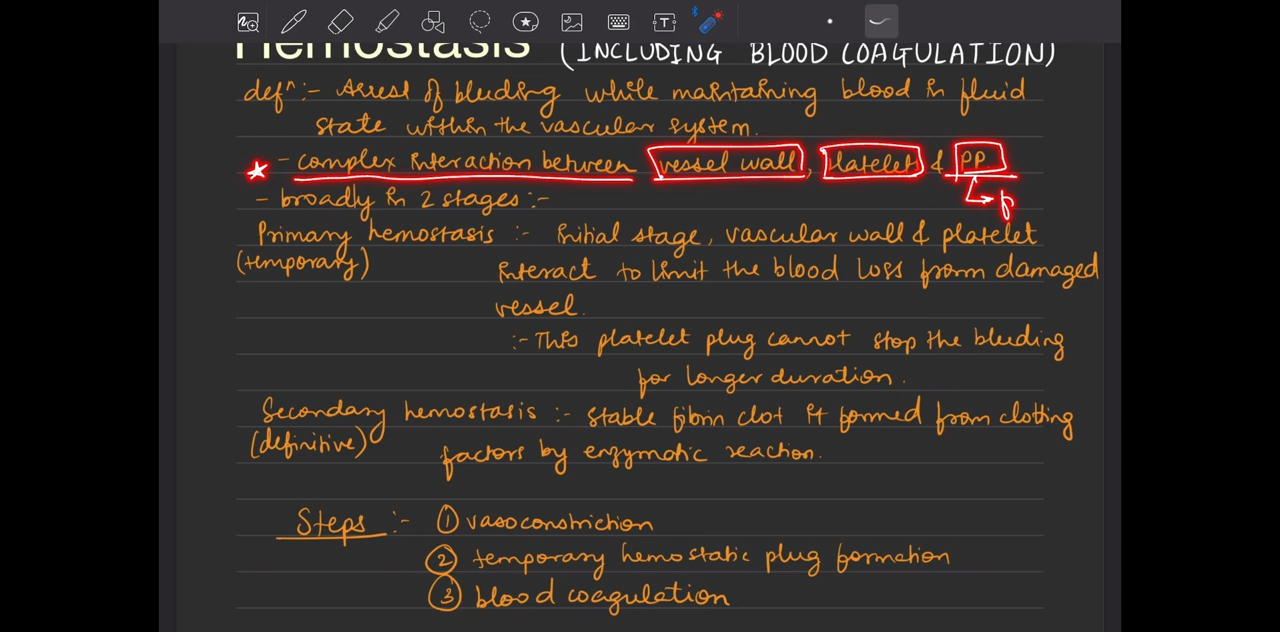 Hemostasis (INCLUDING BLOOD COAGULATION)
defⁿ :- Arrest of bleeding while maintaining blood in fluid
state within the vascular system.
- complex interaction between vessel wall, platelets & PP
p
- broadly in 2 stages :-
Primary hemostasis :- Initial stage, vascular wall & platelet
(temporary) interact to limit the blood loss from damaged
vessel.
:- This platelet plug cannot stop the bleeding
for longer duration.
Secondary hemostasis :- stable fibrin clot is formed from clotting
(definitive) factors by enzymatic reaction.
Steps :- ① vasoconstriction
② temporary hemostatic plug formation
③ blood coagulation